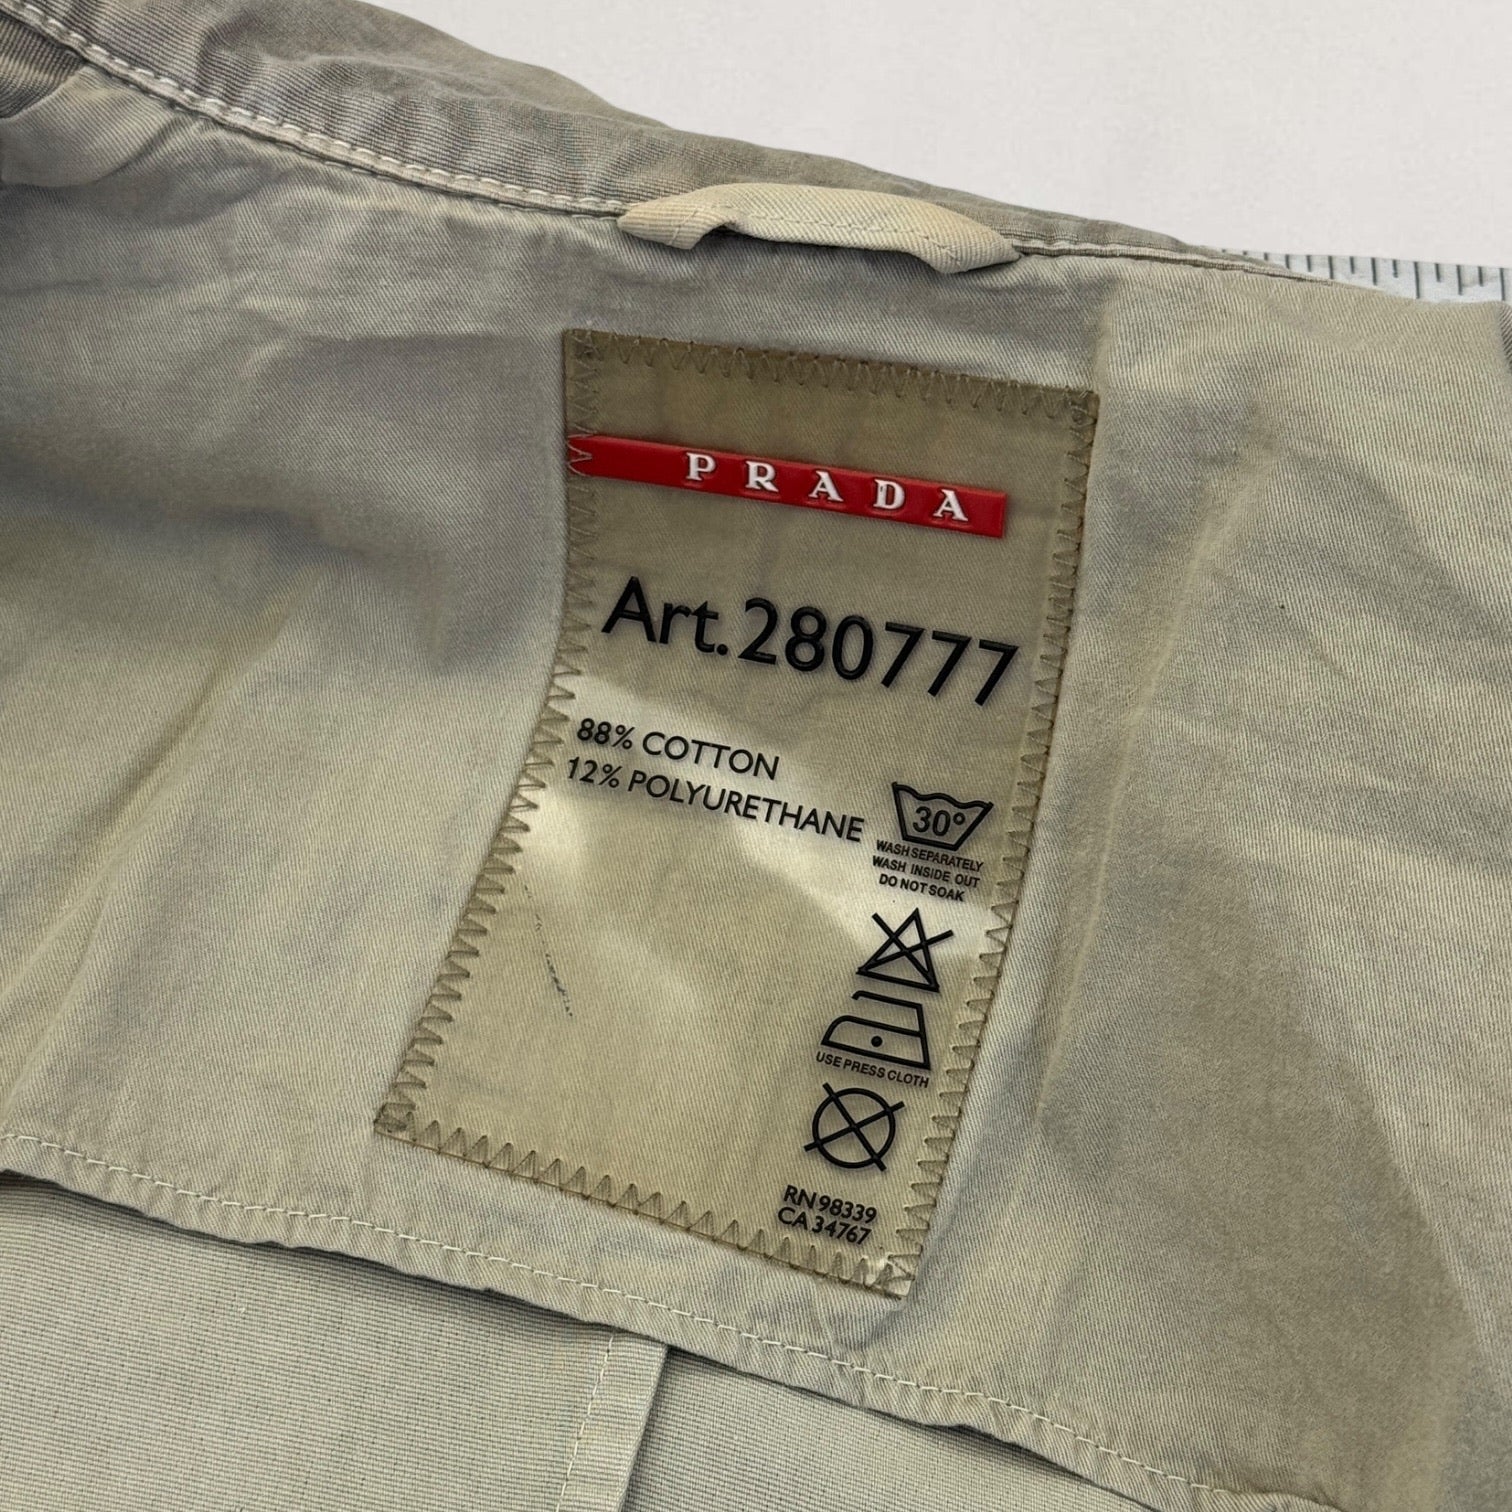 PRADA
Art.280777
88% COTTON
12% POLYURETHANE
30°
WASH SEPARATELY
WASH INSIDE OUT
DO NOT SOAK
USE PRESS CLOTH
RN 98339
CA 34767